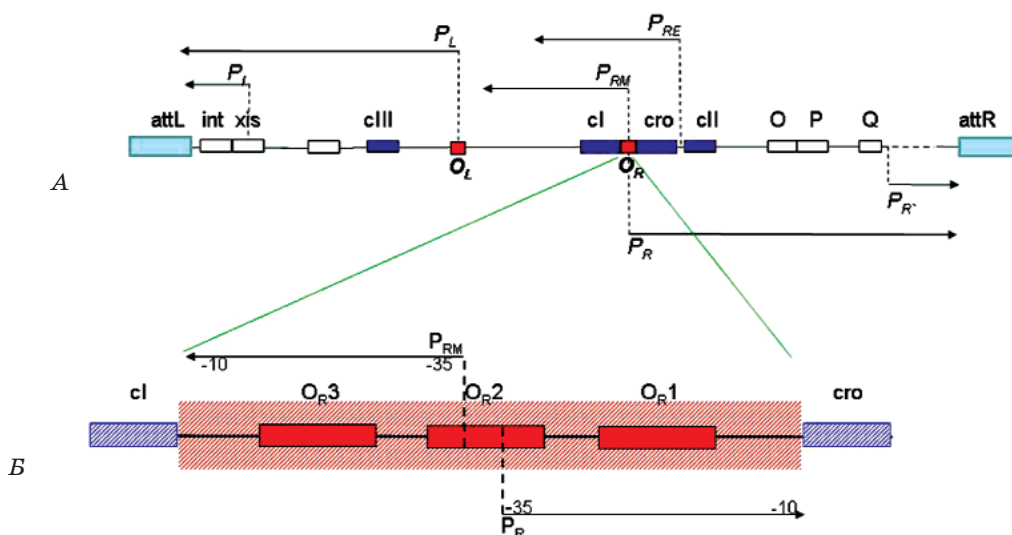 P_L P_RE
P_I P_RM
attL int xis cIII cI cro cII O P Q attR
А O_L O_R P_R`
P_R
P_RM
-10 -35
cI O_R3 O_R2 O_R1 cro
Б
-35 -10
P_R